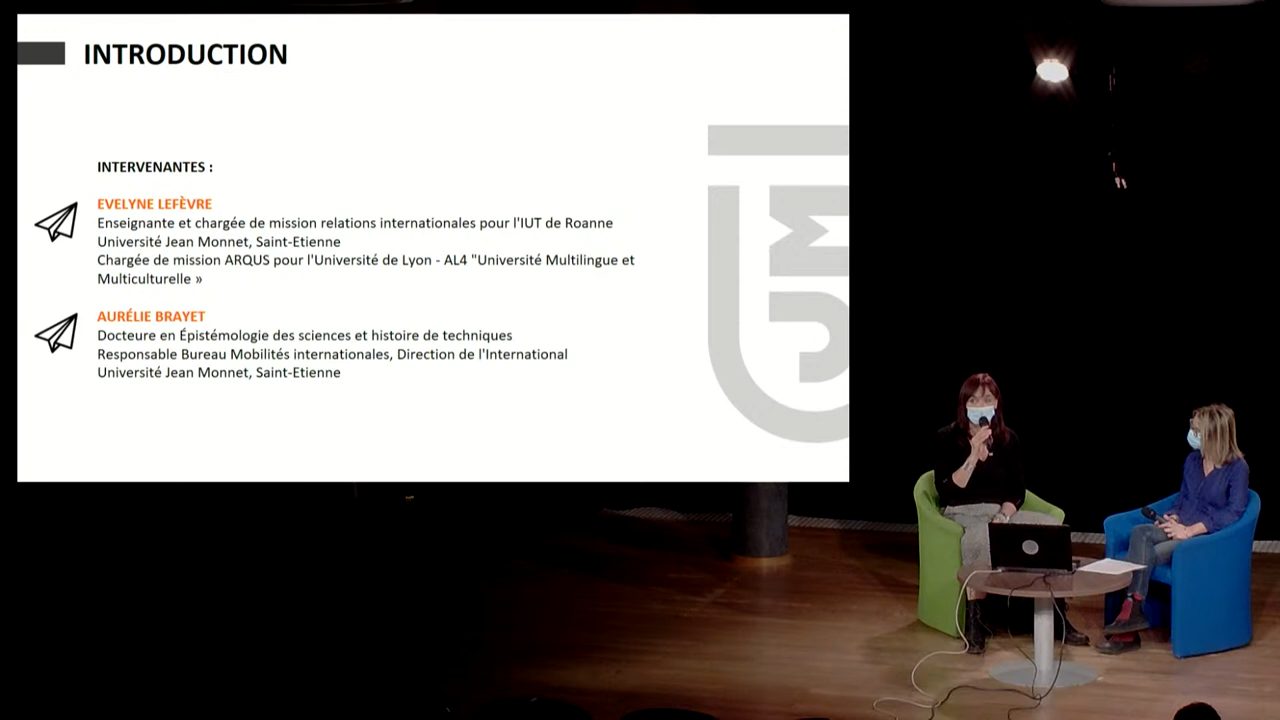 INTRODUCTION
INTERVENANTES :
EVELYNE LEFÈVRE
Enseignante et chargée de mission relations internationales pour l'IUT de Roanne
Université Jean Monnet, Saint-Etienne
Chargée de mission ARQUS pour l'Université de Lyon - AL4 "Université Multilingue et
Multiculturelle »
AURÉLIE BRAYET
Docteure en Épistémologie des sciences et histoire de techniques
Responsable Bureau Mobilités internationales, Direction de l'International
Université Jean Monnet, Saint-Etienne
UJM